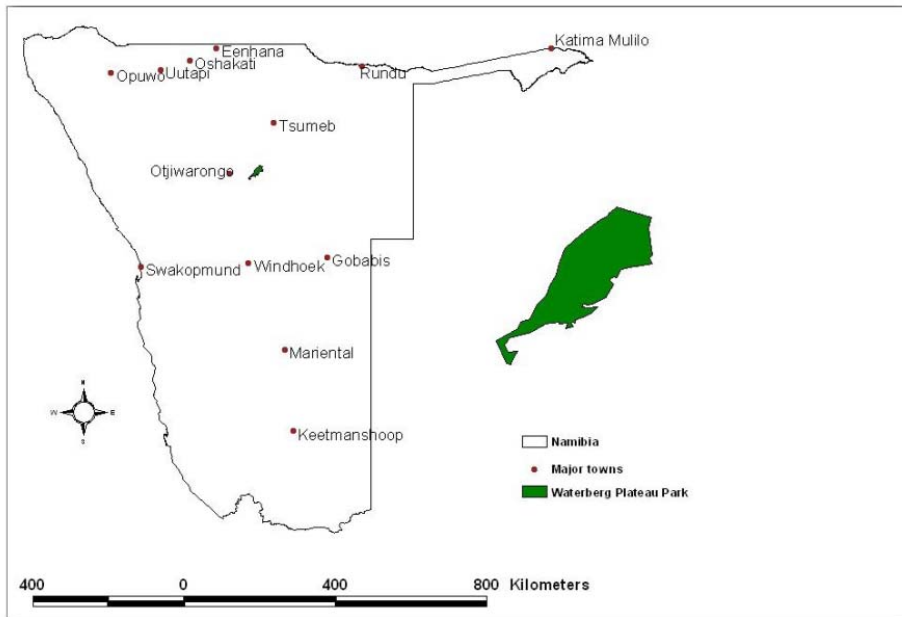 Katima Mulilo
Eenhana
Oshakati
Rundu
Opuwo
Uutapi
Tsumeb
Otjiwarongo
Gobabis
Swakopmund
Windhoek
Mariental
N
W
E
S
Keetmanshoop
Namibia
Major towns
Waterberg Plateau Park
400 0 400 800 Kilometers